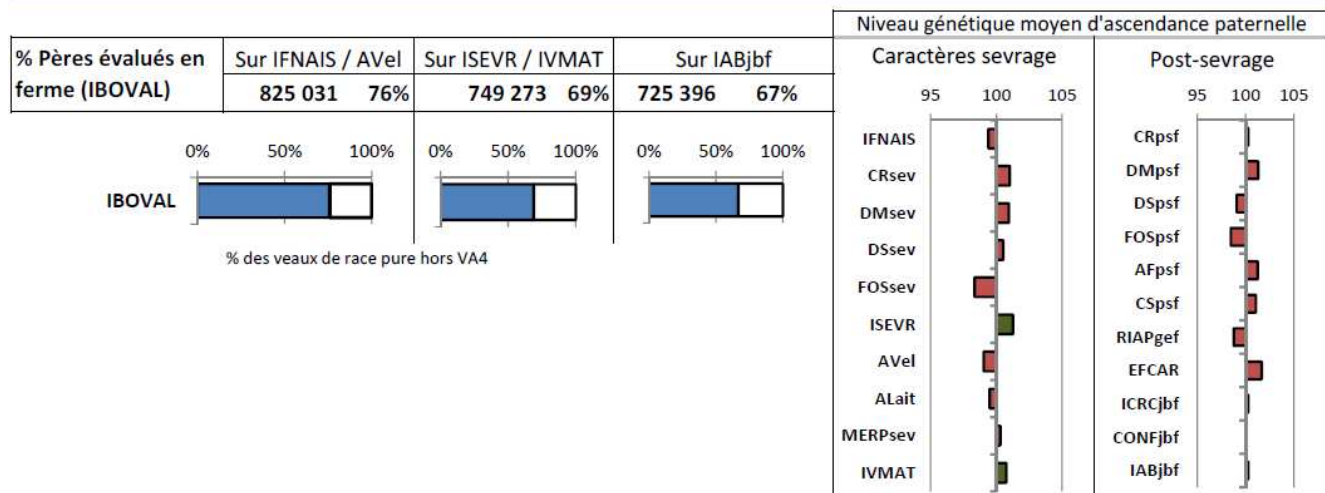 % Pères évalués en ferme (IBOVAL)
Sur IFNAIS / AVel
Sur ISEVR / IVMAT
Sur IABjbf
825 031 76%
749 273 69%
725 396 67%
0% 50% 100%
0% 50% 100%
0% 50% 100%
IBOVAL
% des veaux de race pure hors VA4
Niveau génétique moyen d'ascendance paternelle
Caractères sevrage
95 100 105
IFNAIS
CRsev
DMsev
DSsev
FOSsev
ISEVR
AVel
ALait
MERPsev
IVMAT
Post-sevrage
95 100 105
CRpsf
DMpsf
DSpsf
FOSpsf
AFpsf
CSpsf
RIAPgef
EFCAR
ICRCjbf
CONFjbf
IABjbf